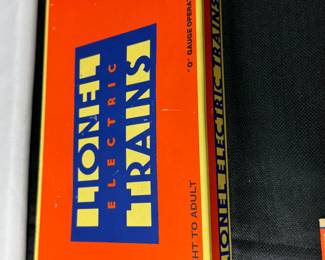 LIONEL
ELECTRIC
TRAINS
"O" GAUGE OPERAT
HT TO ADULT
LIONEL ELECTRIC TRAINS